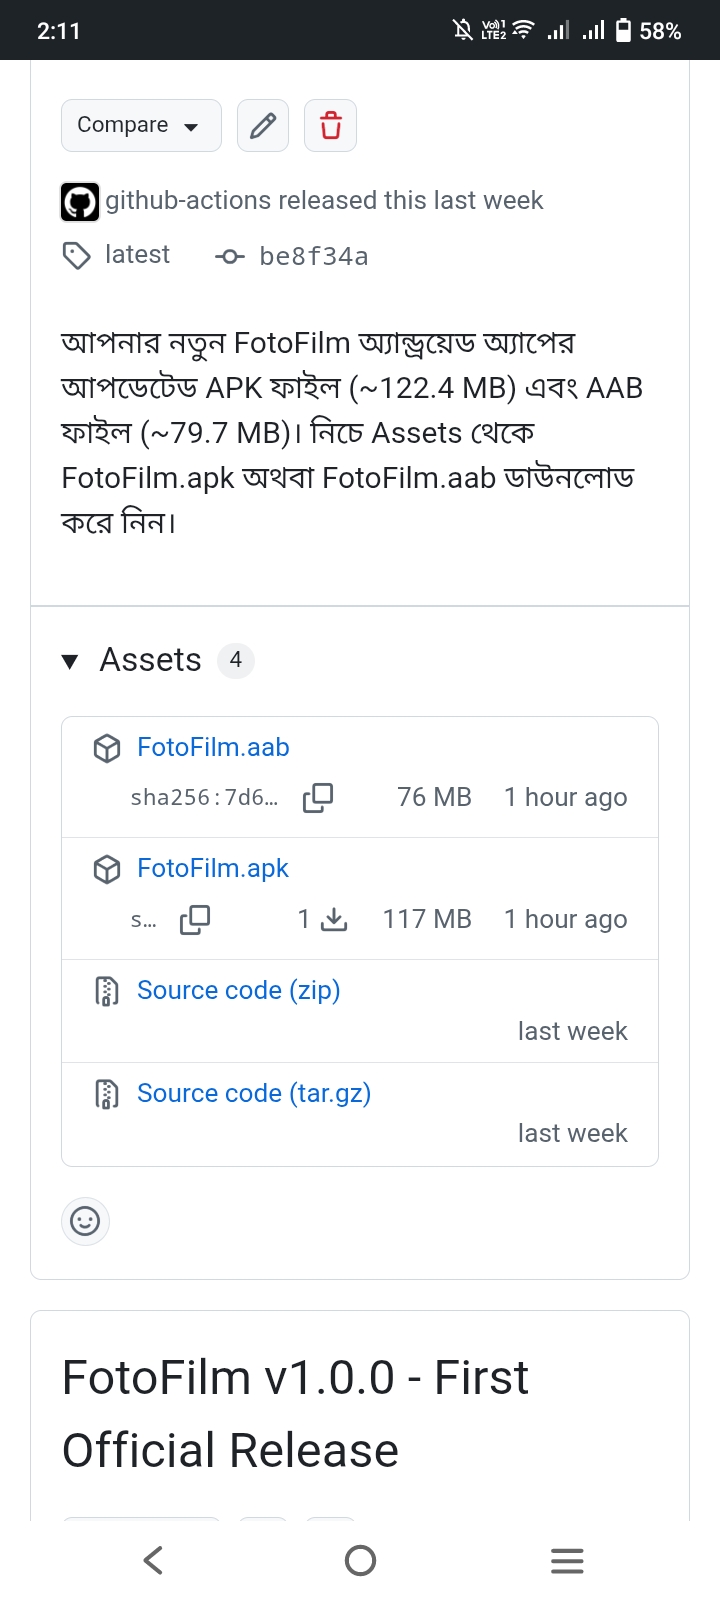 2:11
Vo)) 1
LTE2
58%
Compare
github-actions released this last week
latest
be8f34a
আপনার নতুন FotoFilm অ্যান্ড্রয়েড অ্যাপের
আপডেটেড APK ফাইল (~122.4 MB) এবং AAB
ফাইল (~79.7 MB)। নিচে Assets থেকে
FotoFilm.apk অথবা FotoFilm.aab ডাউনলোড
করে নিন।
Assets 4
FotoFilm.aab
sha256:7d6… 76 MB 1 hour ago
FotoFilm.apk
s… 1 117 MB 1 hour ago
Source code (zip)
last week
Source code (tar.gz)
last week
FotoFilm v1.0.0 - First
Official Release